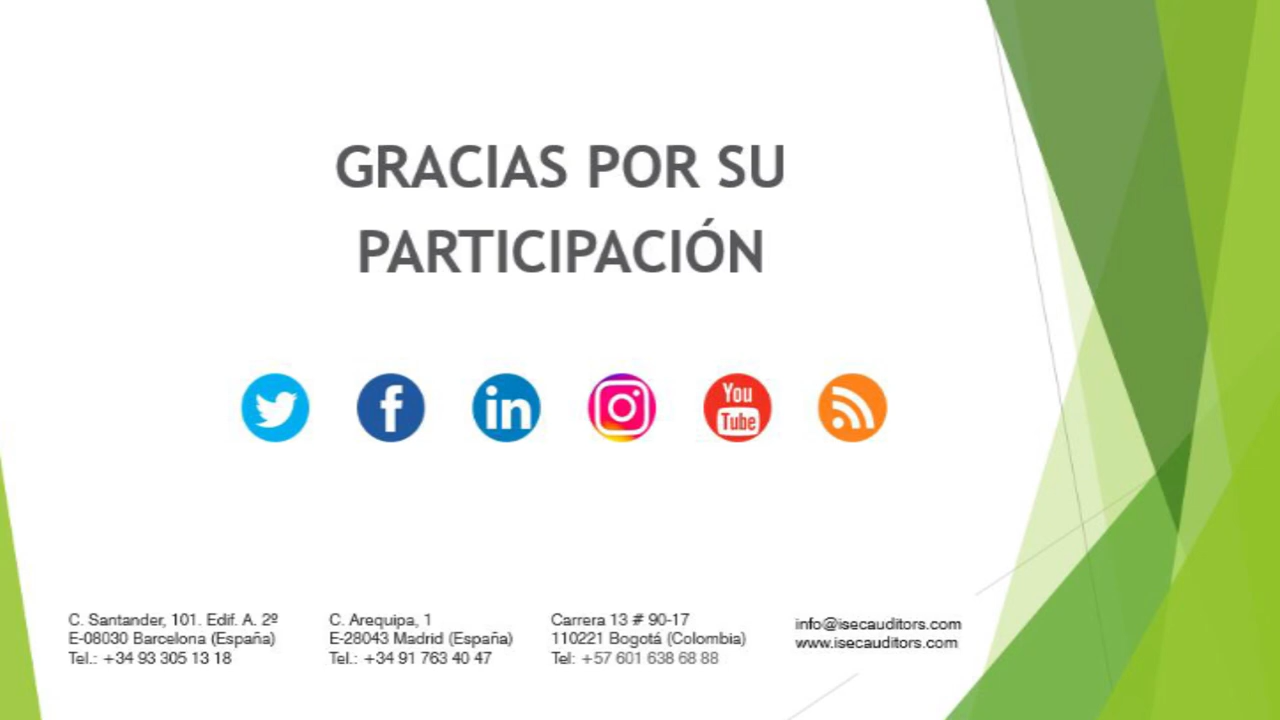 GRACIAS POR SU
PARTICIPACIÓN
f
in
You
Tube
C. Santander, 101. Edif. A. 2º
E-08030 Barcelona (España)
Tel.: +34 93 305 13 18
C. Arequipa, 1
E-28043 Madrid (España)
Tel.: +34 91 763 40 47
Carrera 13 # 90-17
110221 Bogotá (Colombia)
Tel: +57 601 638 68 88
info@isecauditors.com
www.isecauditors.com